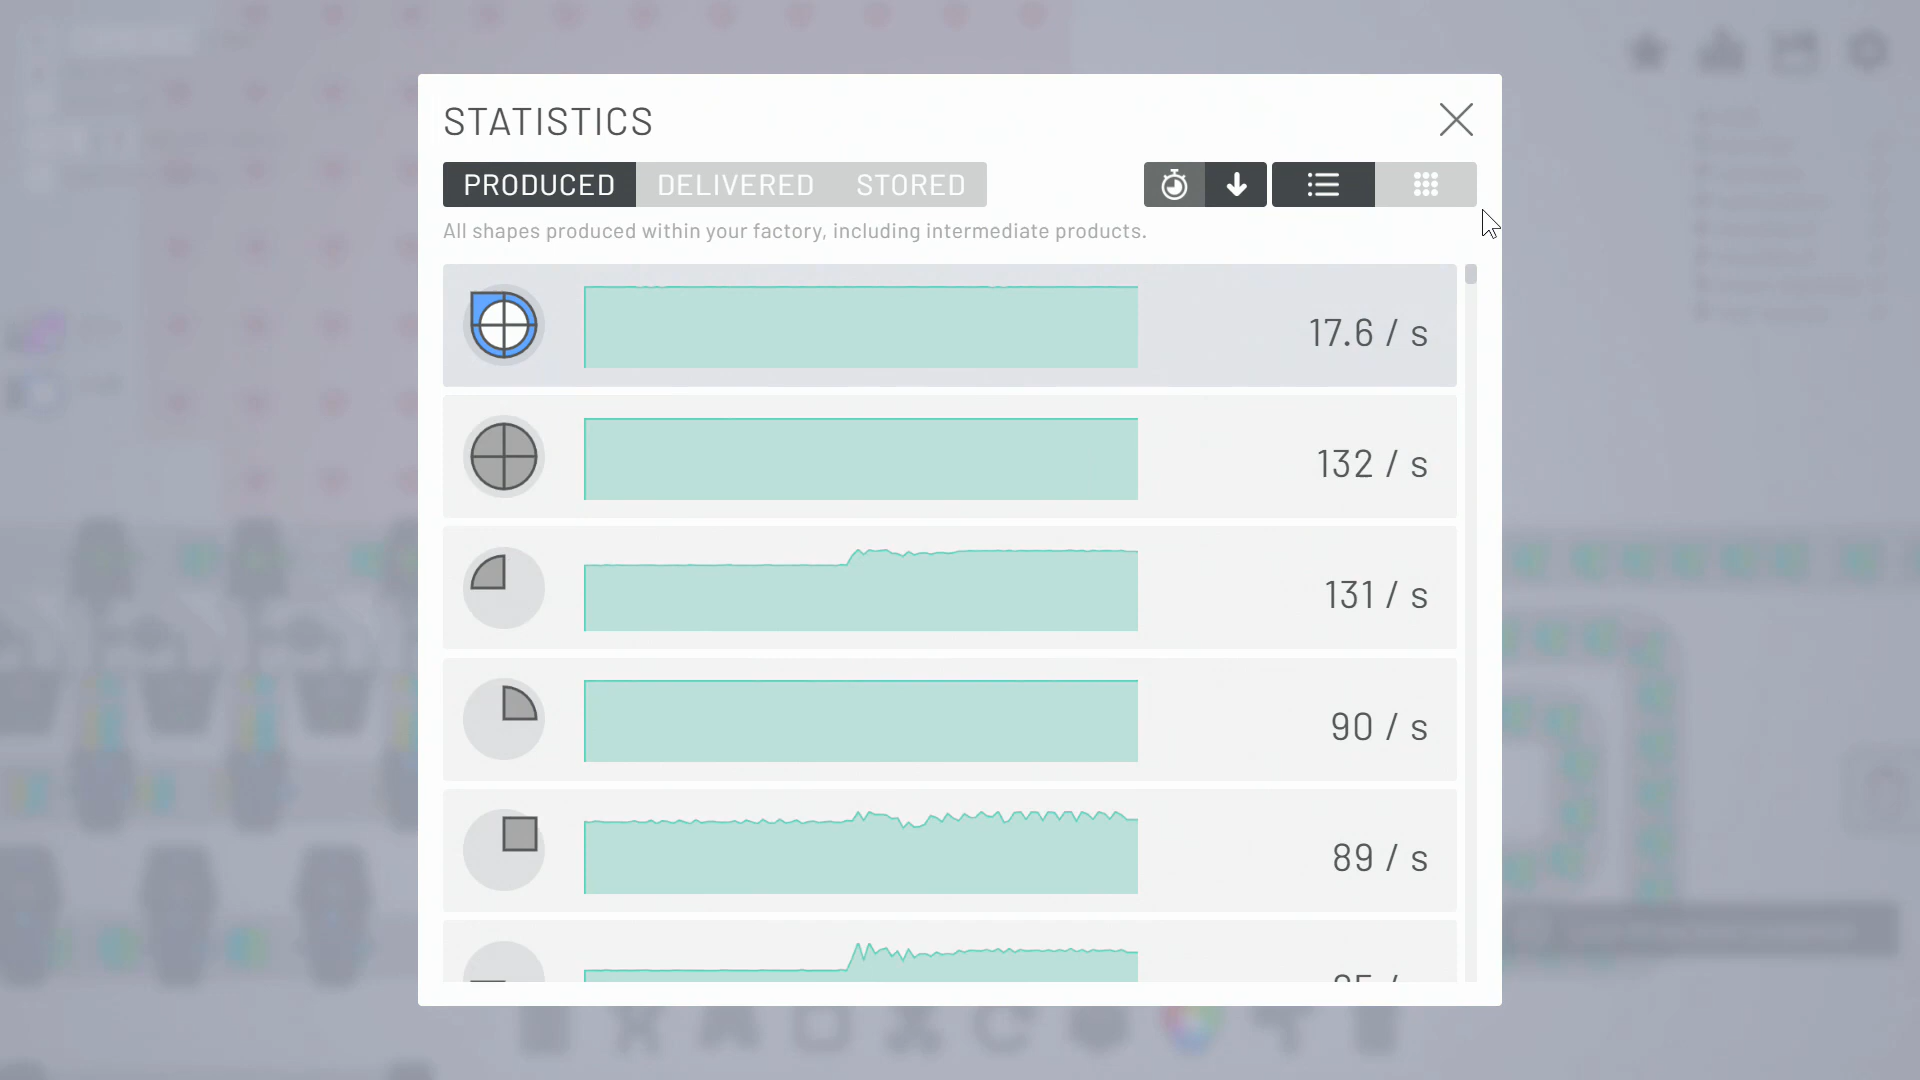 STATISTICS
PRODUCED DELIVERED STORED
All shapes produced within your factory, including intermediate products.
17.6 / s
132 / s
131 / s
90 / s
89 / s